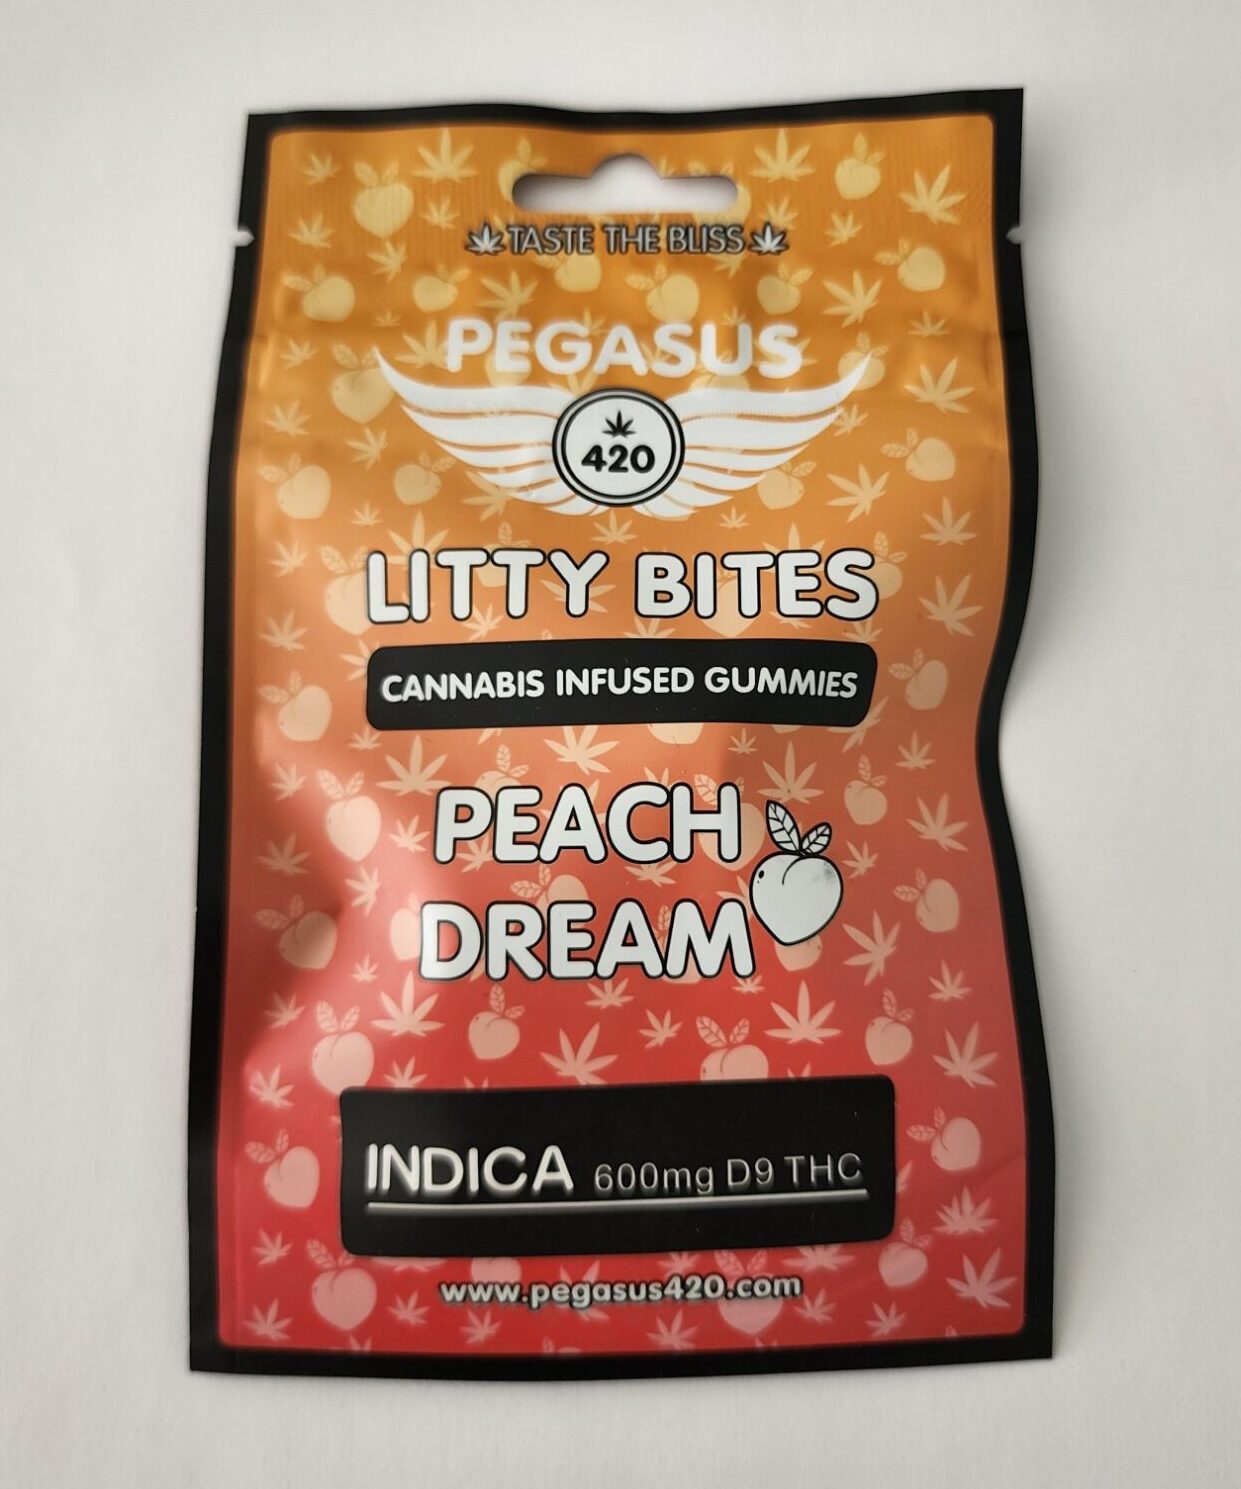 TASTE THE BLISS
PEGASUS
420
LITTY BITES
CANNABIS INFUSED GUMMIES
PEACH
DREAM
INDICA 600mg D9 THC
www.pegasus420.com